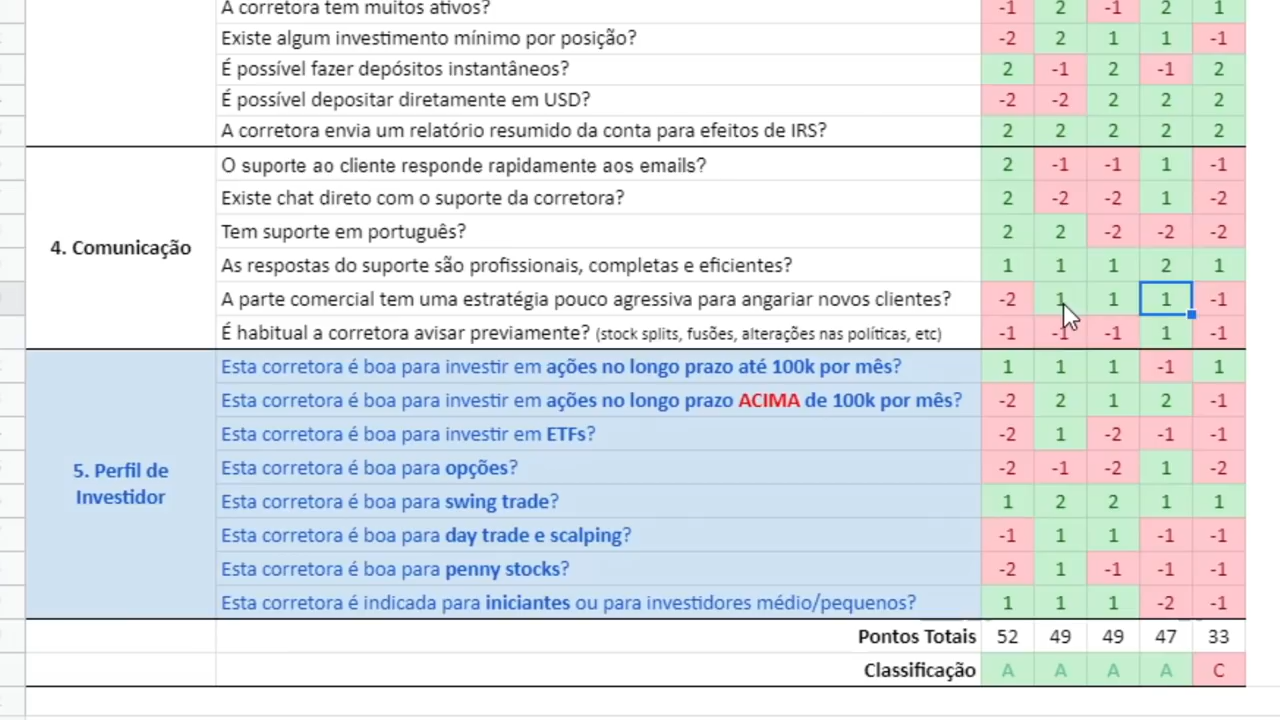 A corretora tem muitos ativos? -1 2 -1 2 1
Existe algum investimento mínimo por posição? -2 2 1 1 -1
É possível fazer depósitos instantâneos? 2 -1 2 -1 2
É possível depositar diretamente em USD? -2 -2 2 2 2
A corretora envia um relatório resumido da conta para efeitos de IRS? 2 2 2 2 2
4. Comunicação
O suporte ao cliente responde rapidamente aos emails? 2 -1 -1 1 -1
Existe chat direto com o suporte da corretora? 2 -2 -2 1 -2
Tem suporte em português? 2 2 -2 -2 -2
As respostas do suporte são profissionais, completas e eficientes? 1 1 1 2 1
A parte comercial tem uma estratégia pouco agressiva para angariar novos clientes? -2 1 1 1 -1
É habitual a corretora avisar previamente? (stock splits, fusões, alterações nas políticas, etc) -1 -1 -1 1 -1
5. Perfil de
Investidor
Esta corretora é boa para investir em ações no longo prazo até 100k por mês? 1 1 1 -1 1
Esta corretora é boa para investir em ações no longo prazo ACIMA de 100k por mês? -2 2 1 2 -1
Esta corretora é boa para investir em ETFs? -2 1 -2 -1 -1
Esta corretora é boa para opções? -2 -1 -2 1 -2
Esta corretora é boa para swing trade? 1 2 2 1 1
Esta corretora é boa para day trade e scalping? -1 1 1 -1 -1
Esta corretora é boa para penny stocks? -2 1 -1 -1 -1
Esta corretora é indicada para iniciantes ou para investidores médio/pequenos? 1 1 1 -2 -1
Pontos Totais 52 49 49 47 33
Classificação A A A A C